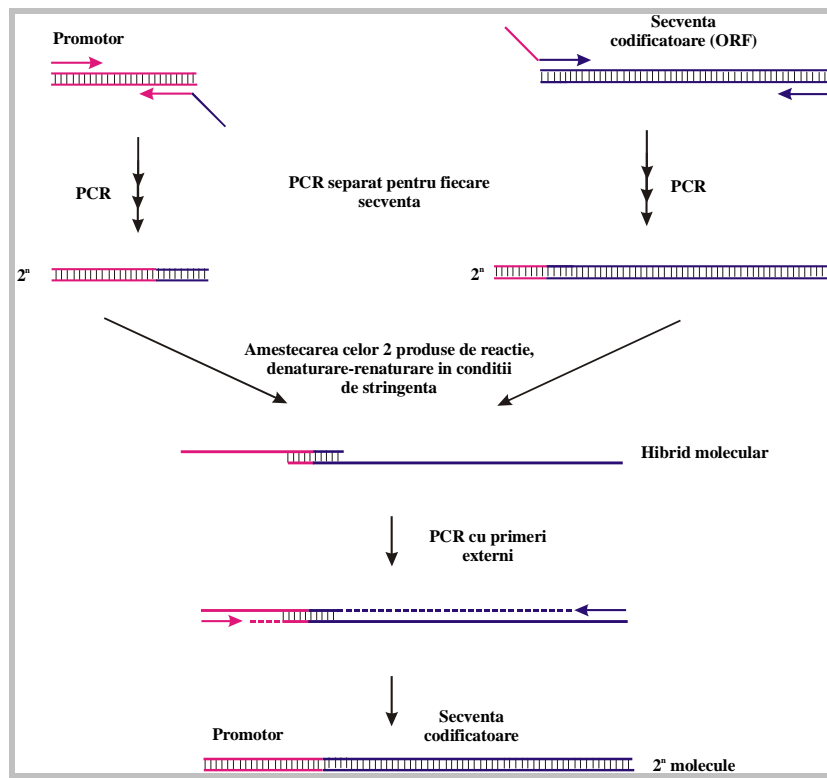 Promotor
Secventa
codificatoare (ORF)
PCR
PCR separat pentru fiecare
secventa
PCR
2ⁿ
2ⁿ
Amestecarea celor 2 produse de reactie,
denaturare-renaturare in conditii
de stringenta
Hibrid molecular
PCR cu primeri
externi
Promotor
Secventa
codificatoare
2ⁿ molecule